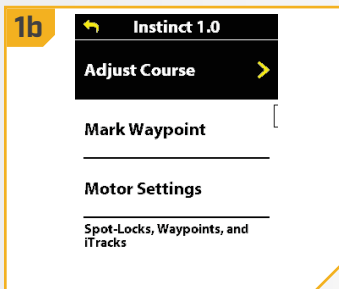 1b
Instinct 1.0
Adjust Course
Mark Waypoint
Motor Settings
Spot-Locks, Waypoints, and
iTracks